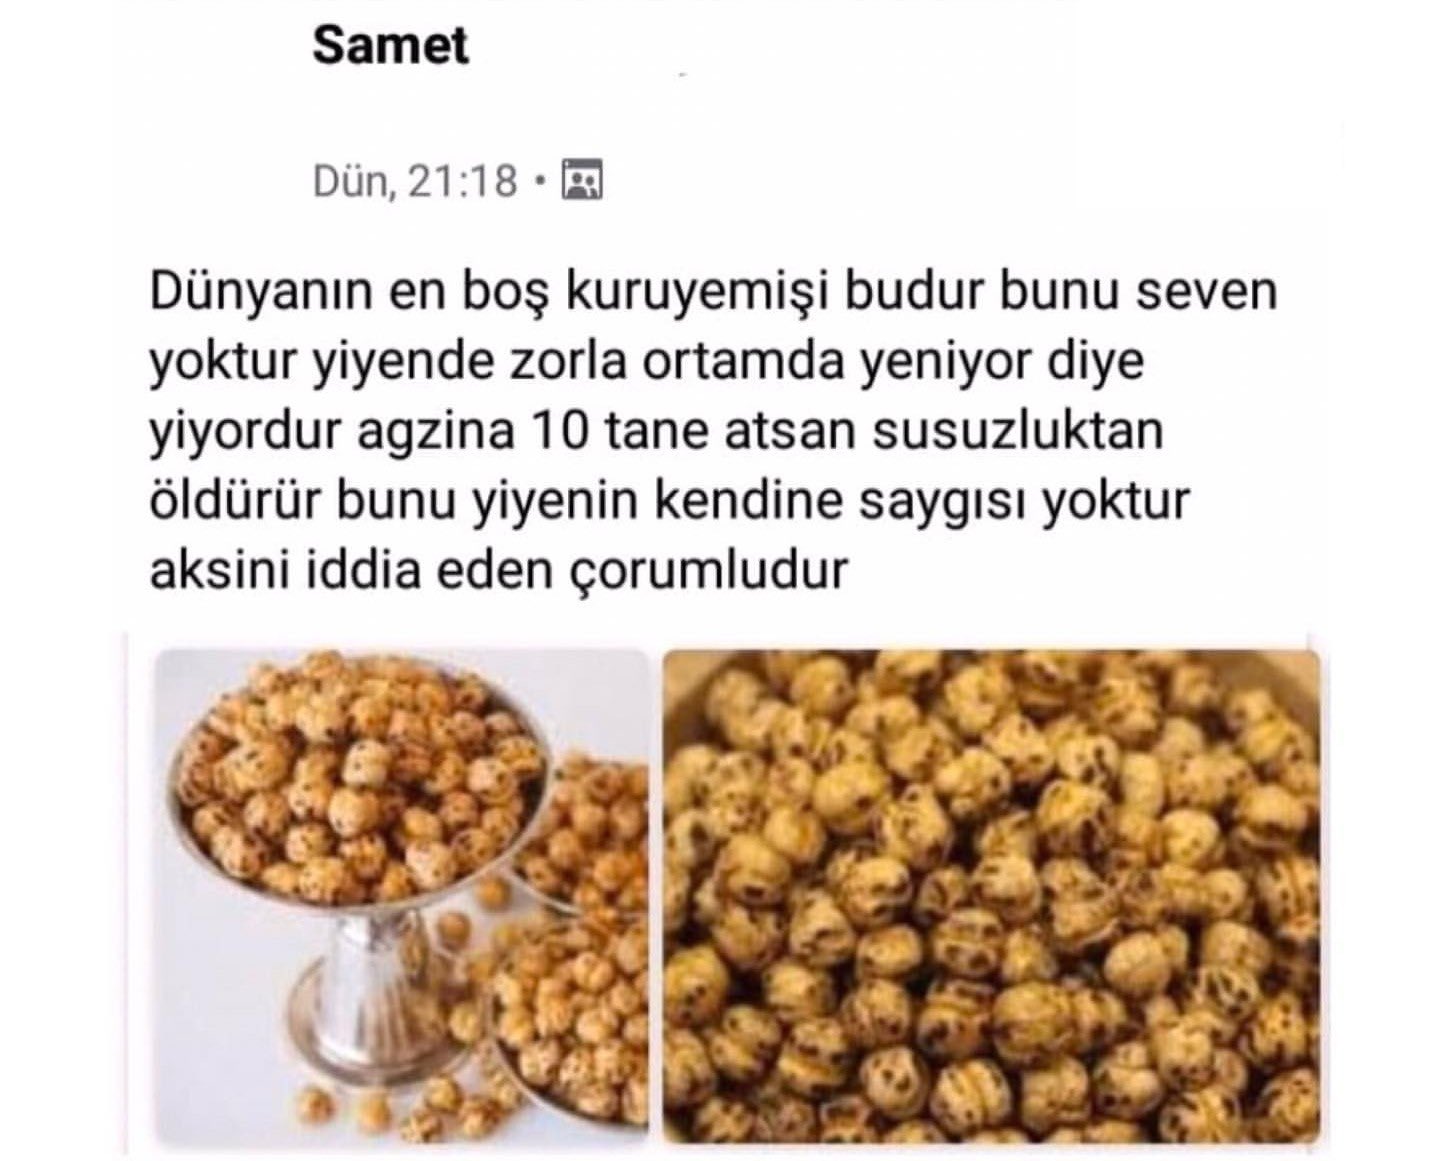 Samet
Dün, 21:18 •
Dünyanın en boş kuruyemişi budur bunu seven
yoktur yiyende zorla ortamda yeniyor diye
yiyordur agzina 10 tane atsan susuzluktan
öldürür bunu yiyenin kendine saygısı yoktur
aksini iddia eden çorumludur